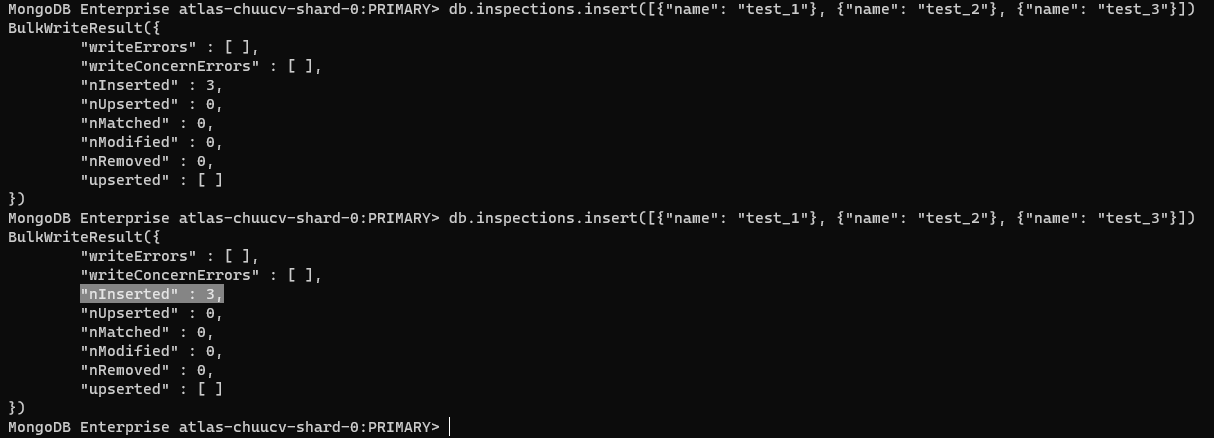 MongoDB Enterprise atlas-chuucv-shard-0:PRIMARY> db.inspections.insert([{"name": "test_1"}, {"name": "test_2"}, {"name": "test_3"}])
BulkWriteResult({
        "writeErrors" : [ ],
        "writeConcernErrors" : [ ],
        "nInserted" : 3,
        "nUpserted" : 0,
        "nMatched" : 0,
        "nModified" : 0,
        "nRemoved" : 0,
        "upserted" : [ ]
})
MongoDB Enterprise atlas-chuucv-shard-0:PRIMARY> db.inspections.insert([{"name": "test_1"}, {"name": "test_2"}, {"name": "test_3"}])
BulkWriteResult({
        "writeErrors" : [ ],
        "writeConcernErrors" : [ ],
        "nInserted" : 3,
        "nUpserted" : 0,
        "nMatched" : 0,
        "nModified" : 0,
        "nRemoved" : 0,
        "upserted" : [ ]
})
MongoDB Enterprise atlas-chuucv-shard-0:PRIMARY>